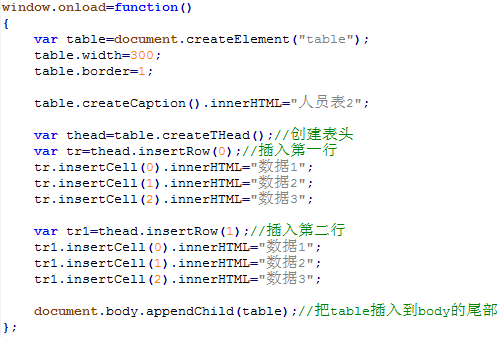 window.onload=function()
{
var table=document.createElement("table");
table.width=300;
table.border=1;
table.createCaption().innerHTML="人员表2";
var thead=table.createTHead();//创建表头
var tr=thead.insertRow(0);//插入第一行
tr.insertCell(0).innerHTML="数据1";
tr.insertCell(1).innerHTML="数据2";
tr.insertCell(2).innerHTML="数据3";
var tr1=thead.insertRow(1);//插入第二行
tr1.insertCell(0).innerHTML="数据1";
tr1.insertCell(1).innerHTML="数据2";
tr1.insertCell(2).innerHTML="数据3";
document.body.appendChild(table);//把table插入到body的尾部
};